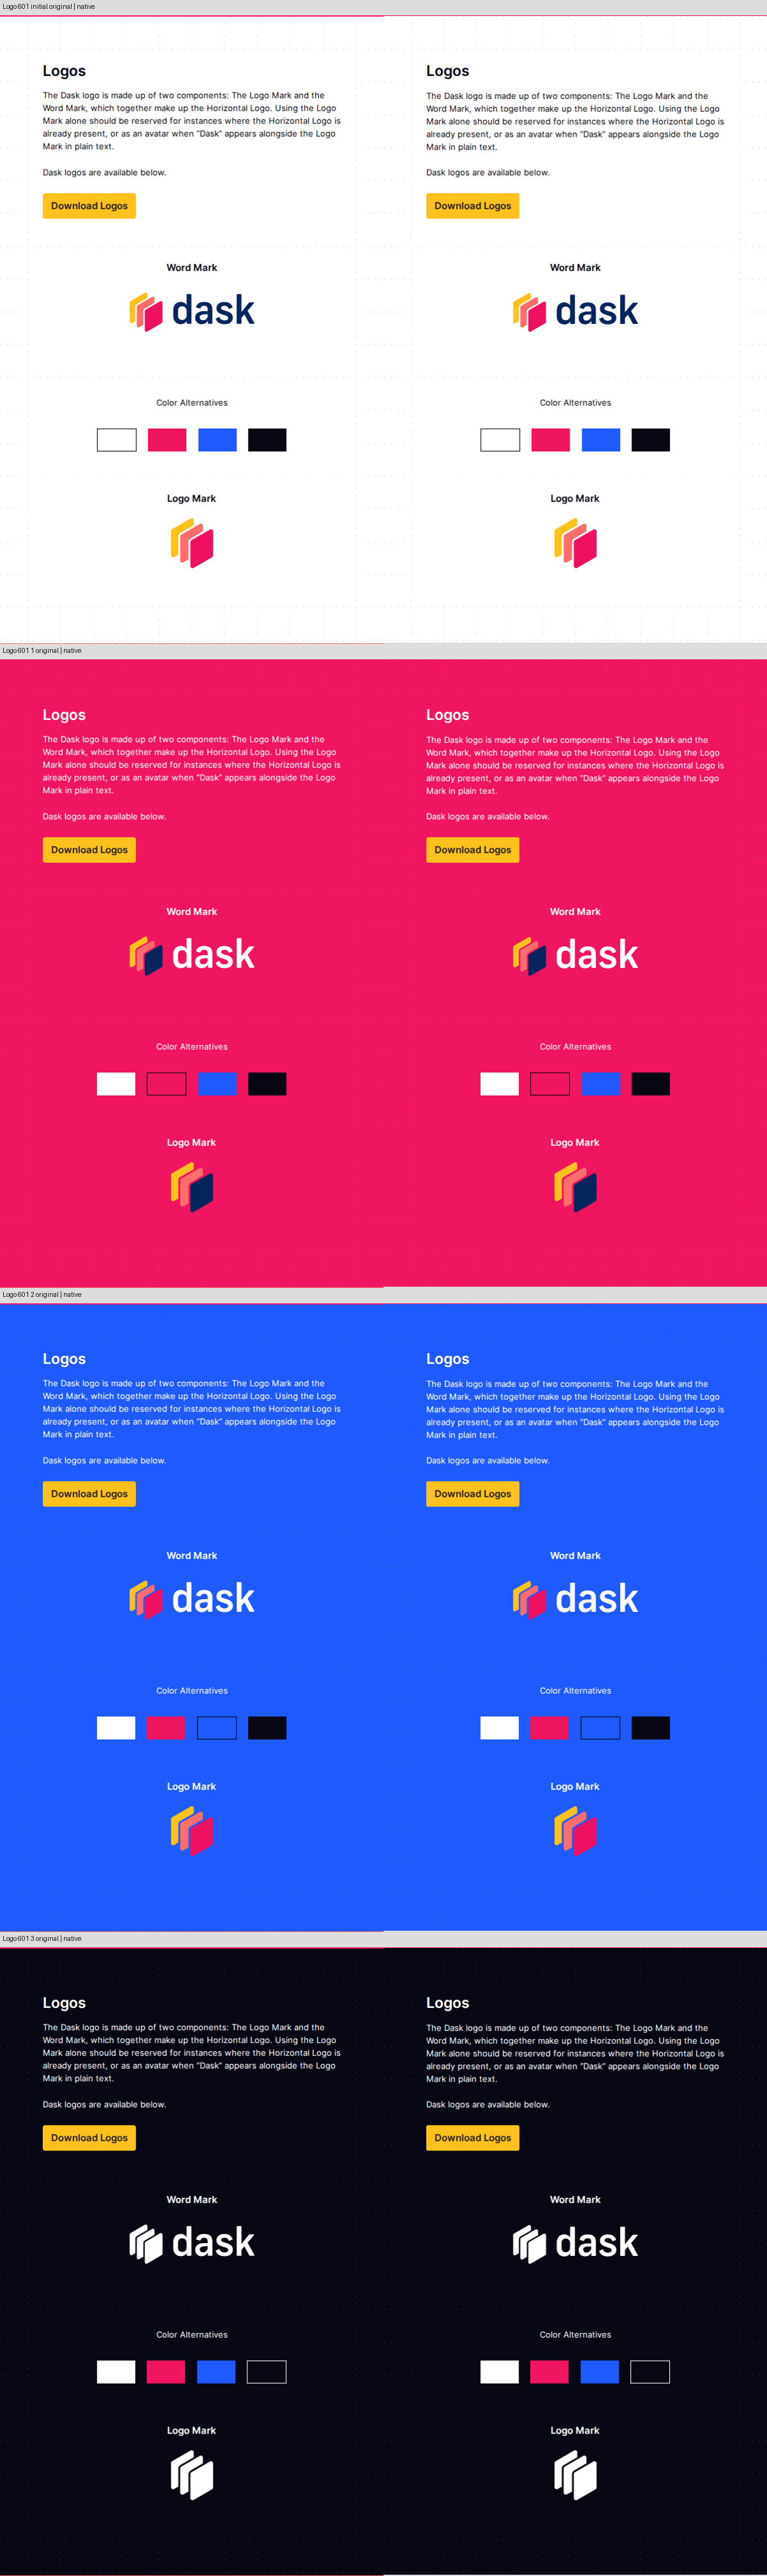 Logo 601 initial original | native
Logos
The Dask logo is made up of two components: The Logo Mark and the
Word Mark, which together make up the Horizontal Logo. Using the Logo
Mark alone should be reserved for instances where the Horizontal Logo is
already present, or as an avatar when “Dask” appears alongside the Logo
Mark in plain text.
Dask logos are available below.
Download Logos
Word Mark
dask
Color Alternatives
Logo Mark
Logos
The Dask logo is made up of two components: The Logo Mark and the
Word Mark, which together make up the Horizontal Logo. Using the Logo
Mark alone should be reserved for instances where the Horizontal Logo is
already present, or as an avatar when “Dask” appears alongside the Logo
Mark in plain text.
Dask logos are available below.
Download Logos
Word Mark
dask
Color Alternatives
Logo Mark
Logo 601 1 original | native
Logos
The Dask logo is made up of two components: The Logo Mark and the
Word Mark, which together make up the Horizontal Logo. Using the Logo
Mark alone should be reserved for instances where the Horizontal Logo is
already present, or as an avatar when “Dask” appears alongside the Logo
Mark in plain text.
Dask logos are available below.
Download Logos
Word Mark
dask
Color Alternatives
Logo Mark
Logos
The Dask logo is made up of two components: The Logo Mark and the
Word Mark, which together make up the Horizontal Logo. Using the Logo
Mark alone should be reserved for instances where the Horizontal Logo is
already present, or as an avatar when “Dask” appears alongside the Logo
Mark in plain text.
Dask logos are available below.
Download Logos
Word Mark
dask
Color Alternatives
Logo Mark
Logo 601 2 original | native
Logos
The Dask logo is made up of two components: The Logo Mark and the
Word Mark, which together make up the Horizontal Logo. Using the Logo
Mark alone should be reserved for instances where the Horizontal Logo is
already present, or as an avatar when “Dask” appears alongside the Logo
Mark in plain text.
Dask logos are available below.
Download Logos
Word Mark
dask
Color Alternatives
Logo Mark
Logos
The Dask logo is made up of two components: The Logo Mark and the
Word Mark, which together make up the Horizontal Logo. Using the Logo
Mark alone should be reserved for instances where the Horizontal Logo is
already present, or as an avatar when “Dask” appears alongside the Logo
Mark in plain text.
Dask logos are available below.
Download Logos
Word Mark
dask
Color Alternatives
Logo Mark
Logo 601 3 original | native
Logos
The Dask logo is made up of two components: The Logo Mark and the
Word Mark, which together make up the Horizontal Logo. Using the Logo
Mark alone should be reserved for instances where the Horizontal Logo is
already present, or as an avatar when “Dask” appears alongside the Logo
Mark in plain text.
Dask logos are available below.
Download Logos
Word Mark
dask
Color Alternatives
Logo Mark
Logos
The Dask logo is made up of two components: The Logo Mark and the
Word Mark, which together make up the Horizontal Logo. Using the Logo
Mark alone should be reserved for instances where the Horizontal Logo is
already present, or as an avatar when “Dask” appears alongside the Logo
Mark in plain text.
Dask logos are available below.
Download Logos
Word Mark
dask
Color Alternatives
Logo Mark